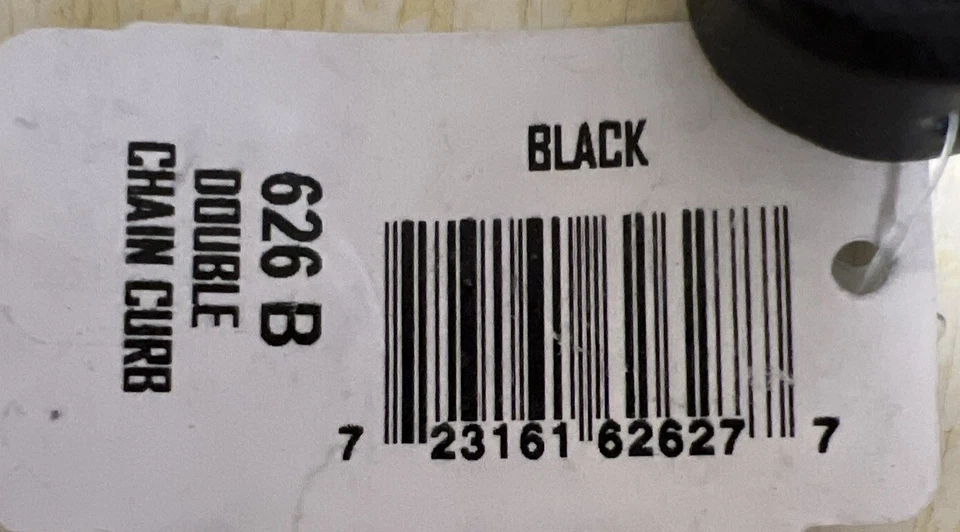 626 B
DOUBLE
CHAIN CURB
BLACK
7 23161 62627 7